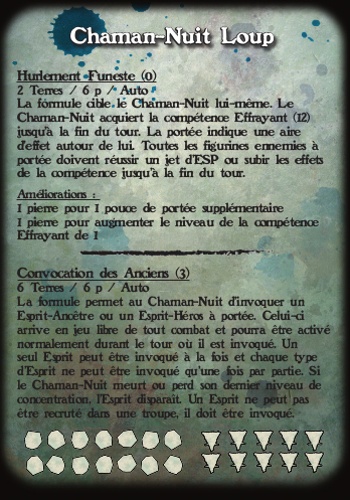 Chaman-Nuit Loup
Hurlement Funeste (0)
2 Terres / 6 p / Auto
La formule cible le Chaman-Nuit lui-même. Le
Chaman-Nuit acquiert la compétence Effrayant (12)
jusqu'à la fin du tour. La portée indique une aire
d'effet autour de lui. Toutes les figurines ennemies à
portée doivent réussir un jet d'ESP ou subir les effets
de la compétence jusqu'à la fin du tour.
Améliorations :
1 pierre pour 1 pouce de portée supplémentaire
1 pierre pour augmenter le niveau de la compétence
Effrayant de 1
Convocation des Anciens (3)
6 Terres / 6 p / Auto
La formule permet au Chaman-Nuit d'invoquer un
Esprit-Ancêtre ou un Esprit-Héros à portée. Celui-ci
arrive en jeu libre de tout combat et pourra être activé
normalement durant le tour où il est invoqué. Un
seul Esprit peut être invoqué à la fois et chaque type
d'Esprit ne peut être invoqué qu'une fois par partie. Si
le Chaman-Nuit meurt ou perd son dernier niveau de
concentration, l'Esprit disparaît. Un Esprit ne peut pas
être recruté dans une troupe, il doit être invoqué.